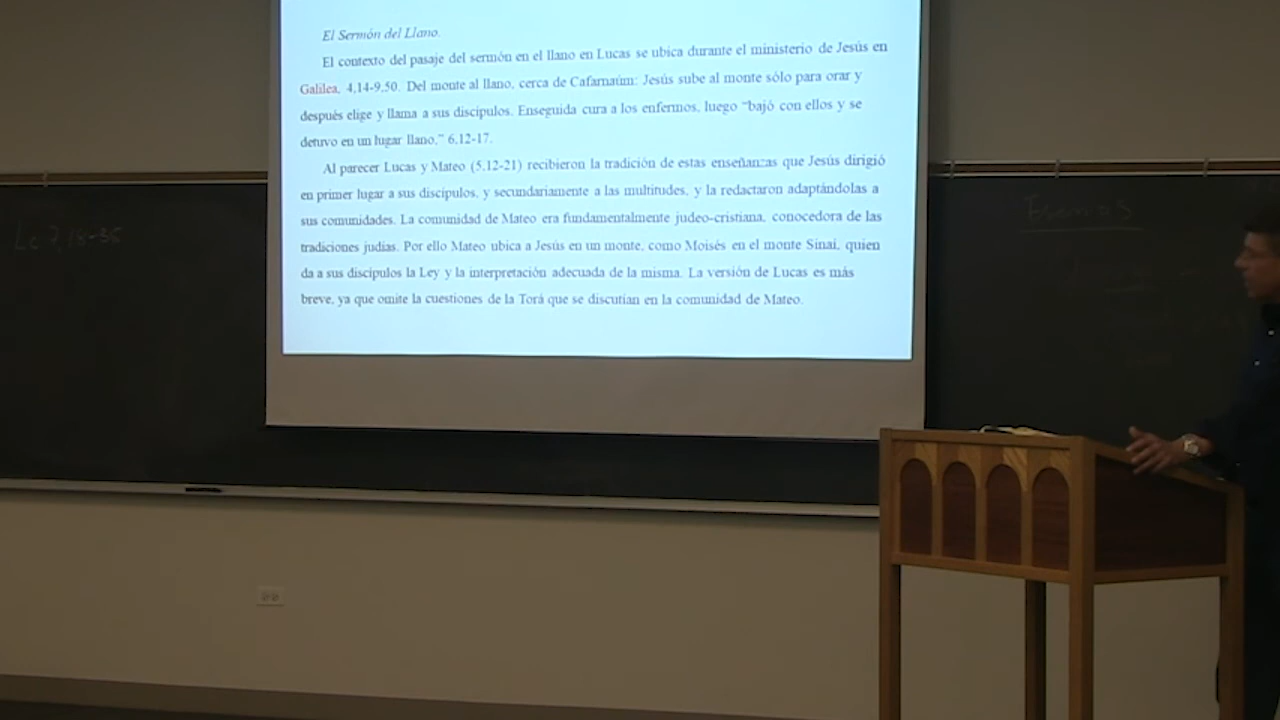 El Sermón del Llano.
El contexto del pasaje del sermón en el llano en Lucas se ubica durante el ministerio de Jesús en
Galilea, 4,14-9,50. Del monte al llano, cerca de Cafarnaúm: Jesús sube al monte sólo para orar y
después elige y llama a sus discípulos. Enseguida cura a los enfermos, luego “bajó con ellos y se
detuvo en un lugar llano,” 6,12-17.
Al parecer Lucas y Mateo (5,12-21) recibieron la tradición de estas enseñanzas que Jesús dirigió
en primer lugar a sus discípulos, y secundariamente a las multitudes, y la redactaron adaptándolas a
sus comunidades. La comunidad de Mateo era fundamentalmente judeo-cristiana, conocedora de las
tradiciones judías. Por ello Mateo ubica a Jesús en un monte, como Moisés en el monte Sinaí, quien
da a sus discípulos la Ley y la interpretación adecuada de la misma. La versión de Lucas es más
breve, ya que omite la cuestiones de la Torá que se discutían en la comunidad de Mateo.
Lc 7,18-35